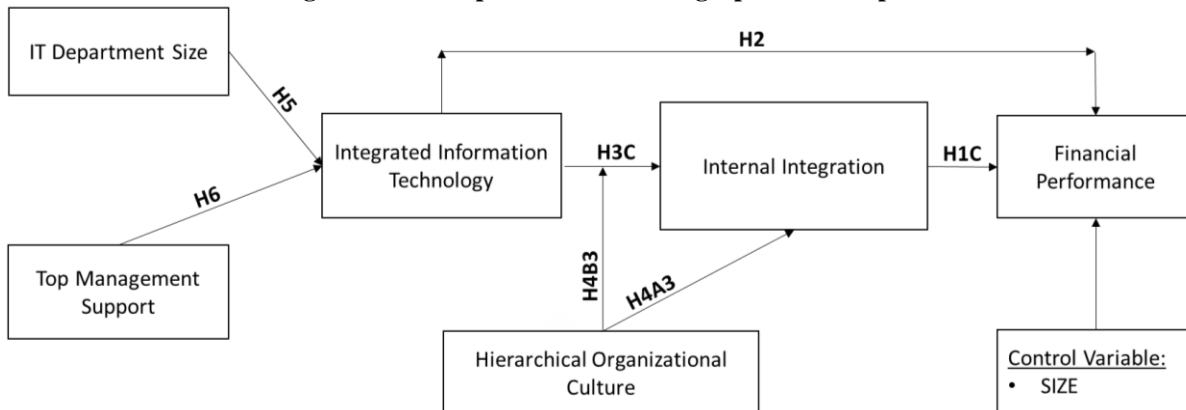 IT Department Size
H2
H5
Integrated Information
Technology
H3C
Internal Integration
H1C
Financial
Performance
H6
Top Management
Support
H4B3
H4A3
Hierarchical Organizational
Culture
Control Variable:
• SIZE